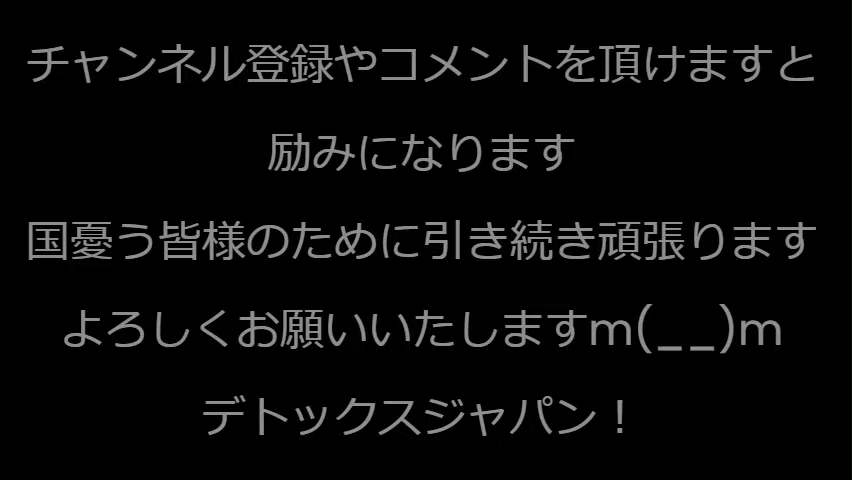 チャンネル登録やコメントを頂けますと
励みになります
国憂う皆様のために引き続き頑張ります
よろしくお願いいたしますm(__)m
デトックスジャパン！